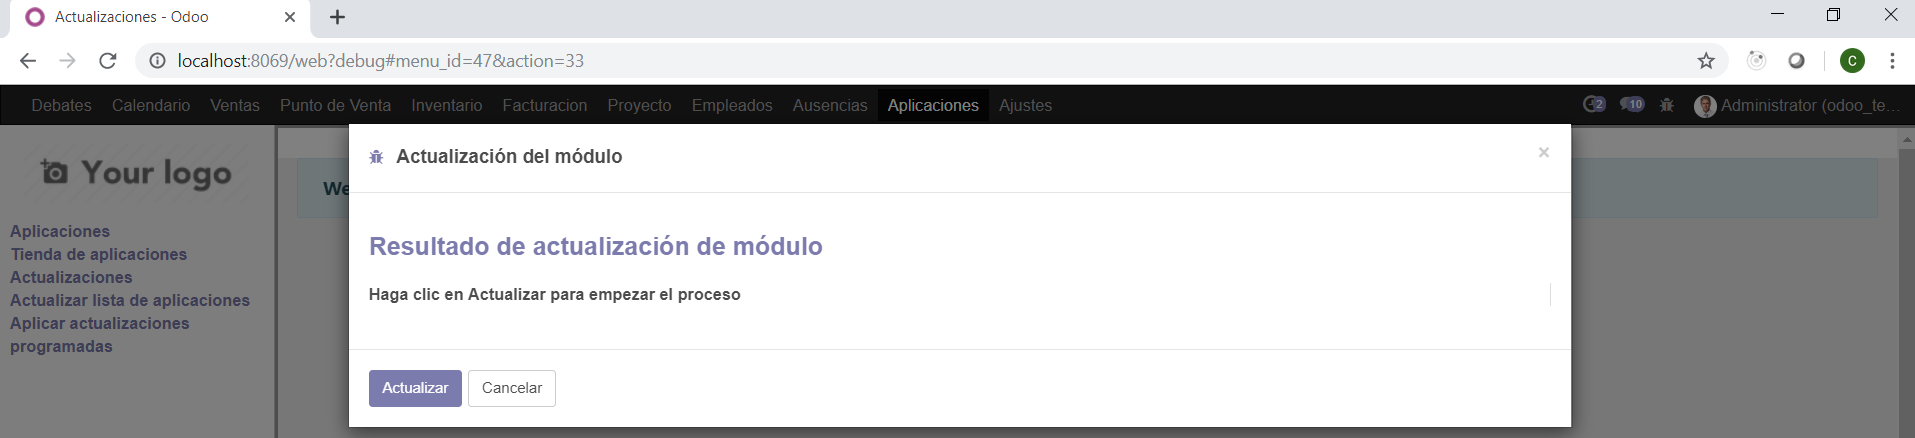 Actualizaciones - Odoo
localhost:8069/web?debug#menu_id=47&action=33
C
Debates Calendario Ventas Punto de Venta Inventario Facturacion Proyecto Empleados Ausencias Aplicaciones Ajustes 2 10 Administrator (odoo_te...
Your logo
Aplicaciones
Tienda de aplicaciones
Actualizaciones
Actualizar lista de aplicaciones
Aplicar actualizaciones
programadas
We
Actualización del módulo
×
Resultado de actualización de módulo
Haga clic en Actualizar para empezar el proceso
Actualizar Cancelar